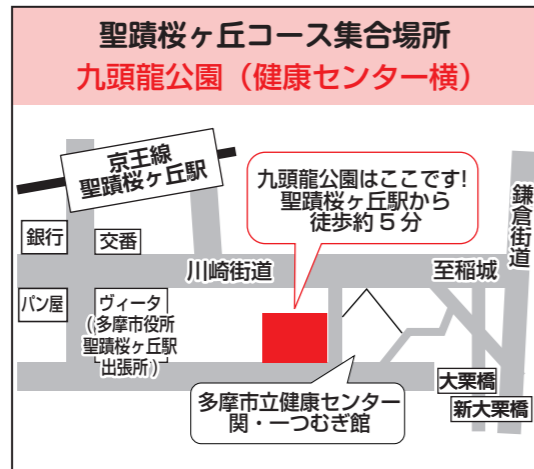 聖蹟桜ヶ丘コース集合場所
九頭龍公園（健康センター横）
京王線
聖蹟桜ヶ丘駅
九頭龍公園はここです!
聖蹟桜ヶ丘駅から
徒歩約5分
鎌倉街道
銀行
交番
川崎街道
至稲城
パン屋
ヴィータ
（多摩市役所
聖蹟桜ヶ丘駅
出張所）
大栗橋
新大栗橋
多摩市立健康センター
関・一つむぎ館